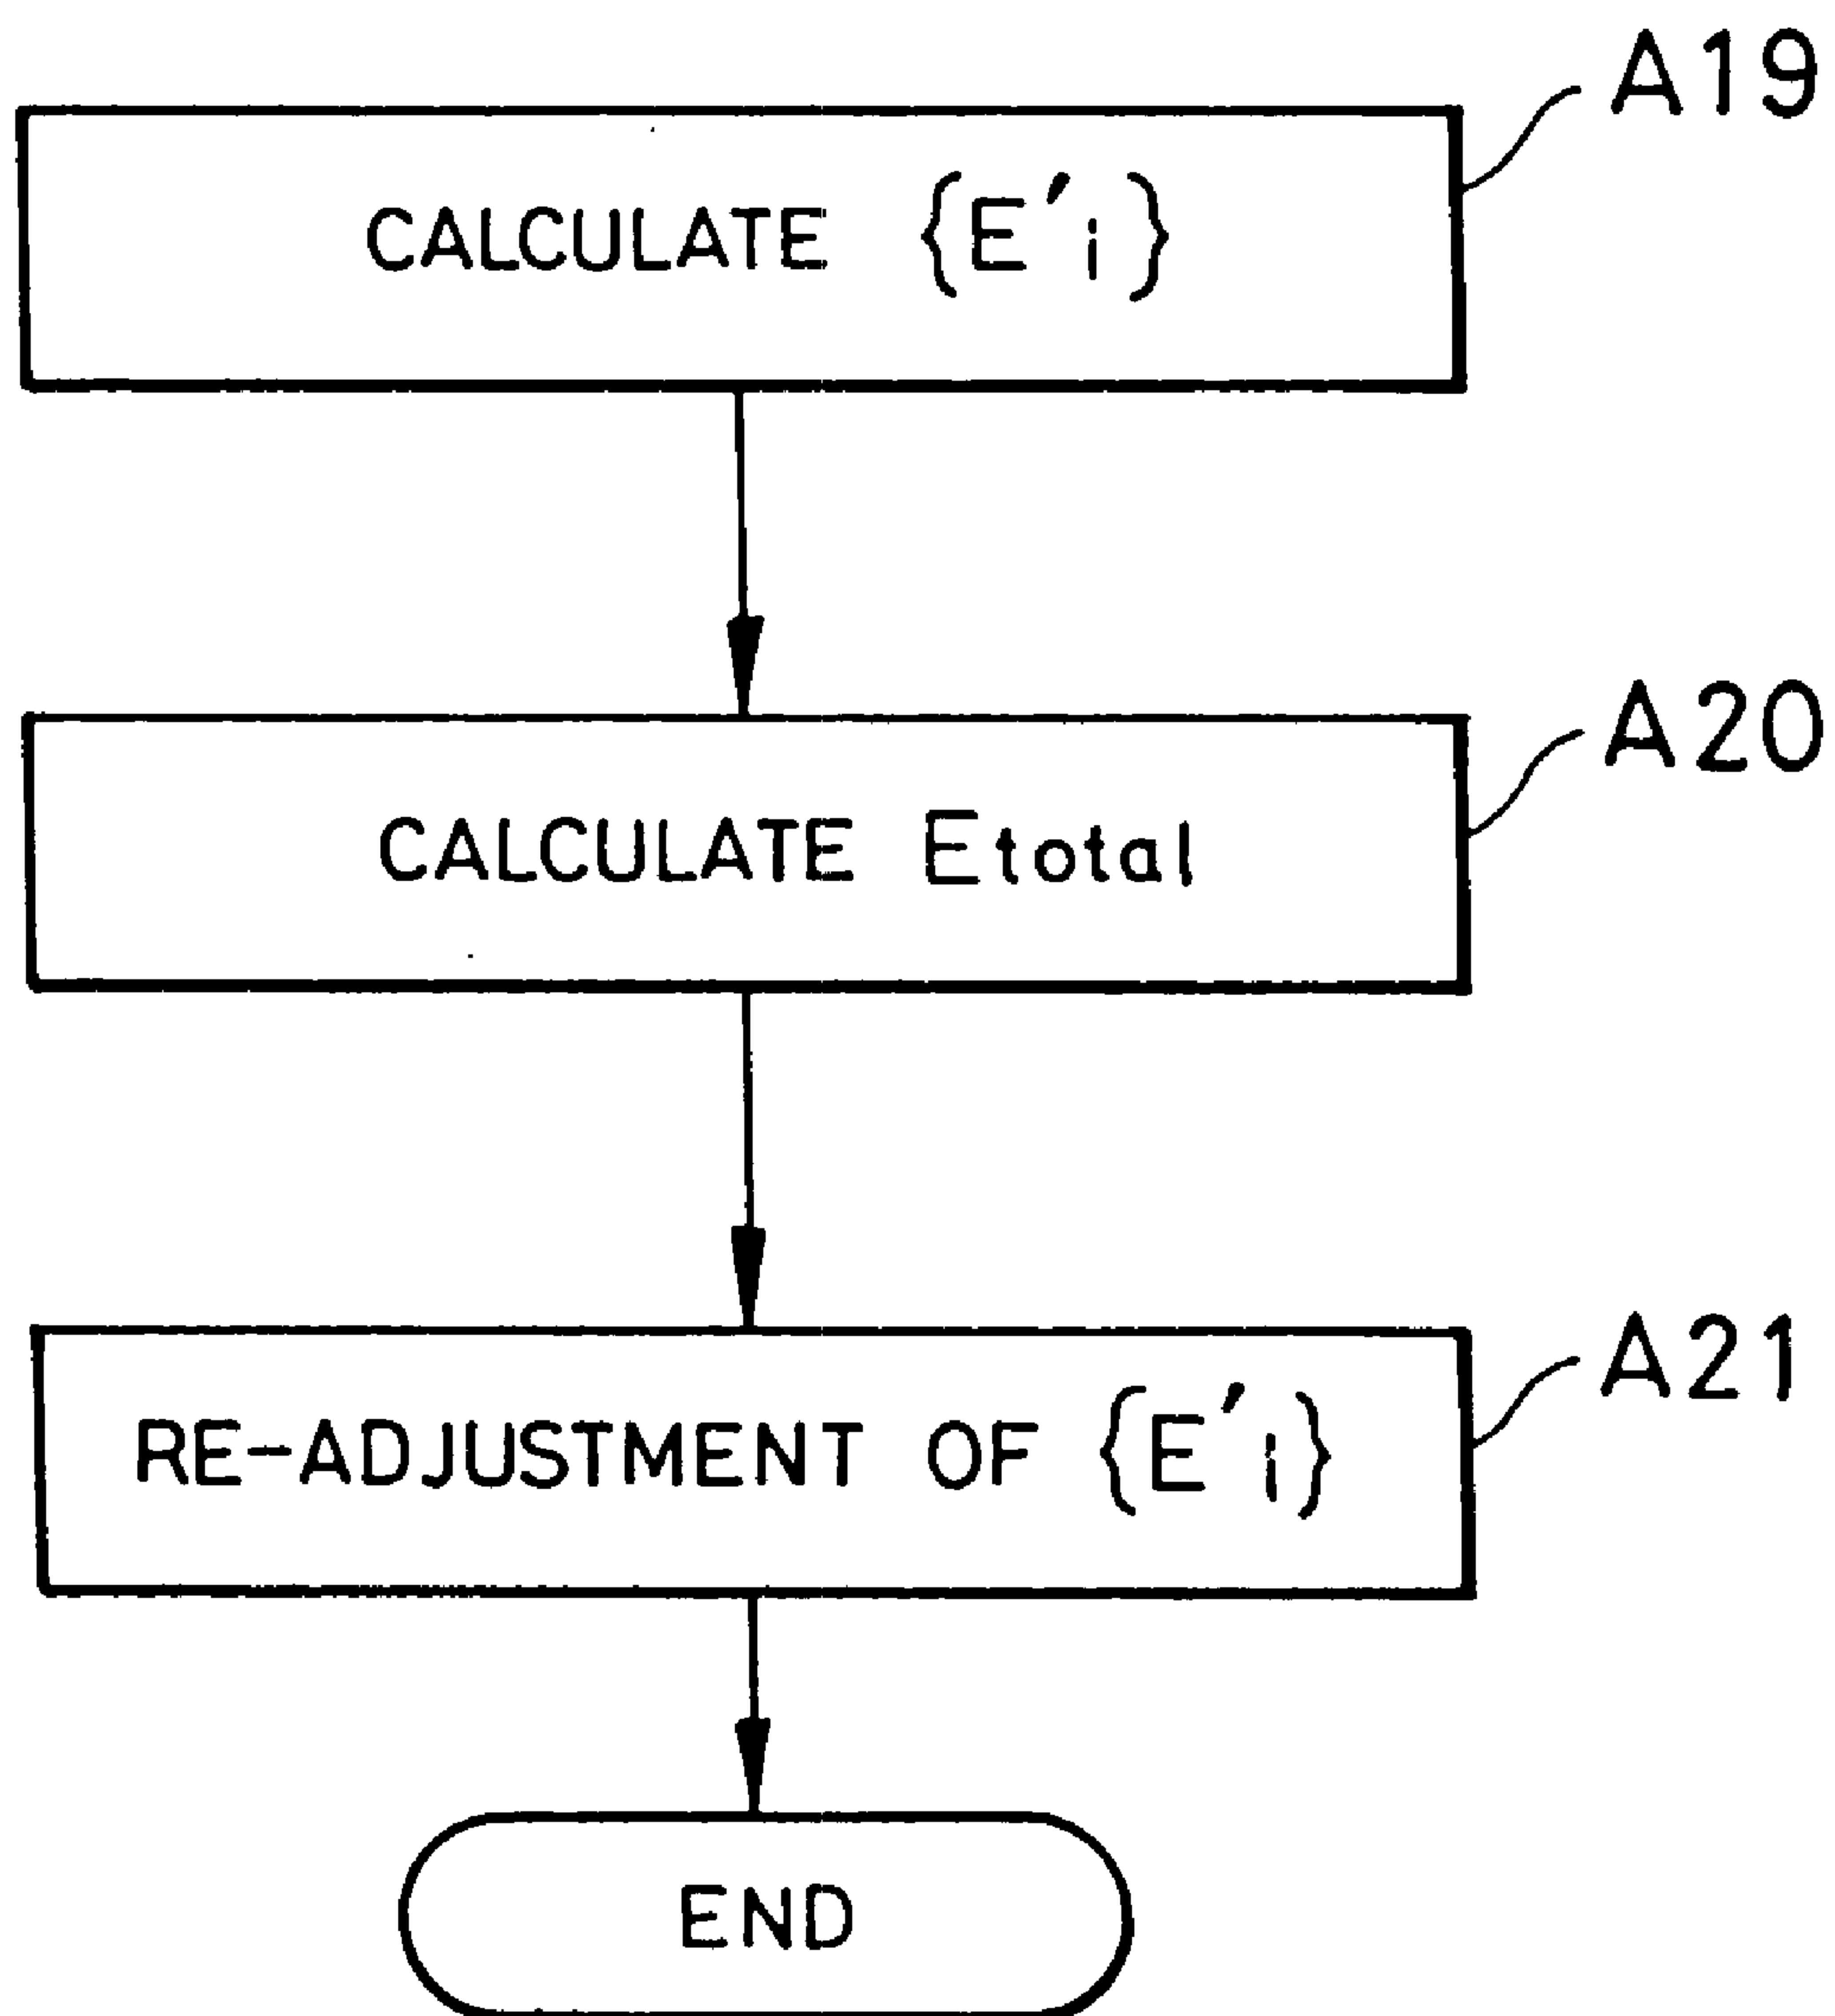 A19
CALCULATE {E'i}
A20
CALCULATE Etotal
A21
RE-ADJUSTMENT OF {E'i}
END